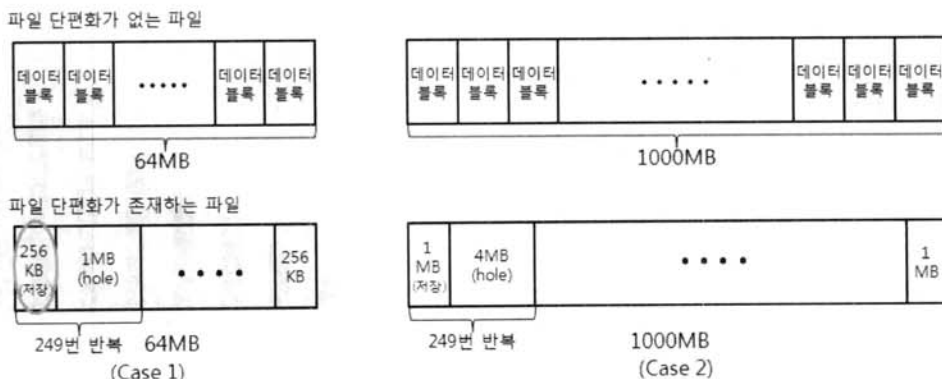 파일 단편화가 없는 파일
데이터 블록
데이터 블록
•••••
데이터 블록
데이터 블록
64MB
데이터 블록
데이터 블록
데이터 블록
•••••
데이터 블록
데이터 블록
데이터 블록
1000MB
파일 단편화가 존재하는 파일
256
KB
(저장)
1MB
(hole)
••••
256
KB
249번 반복
64MB
(Case 1)
1
MB
(저장)
4MB
(hole)
••••
1
MB
249번 반복
1000MB
(Case 2)